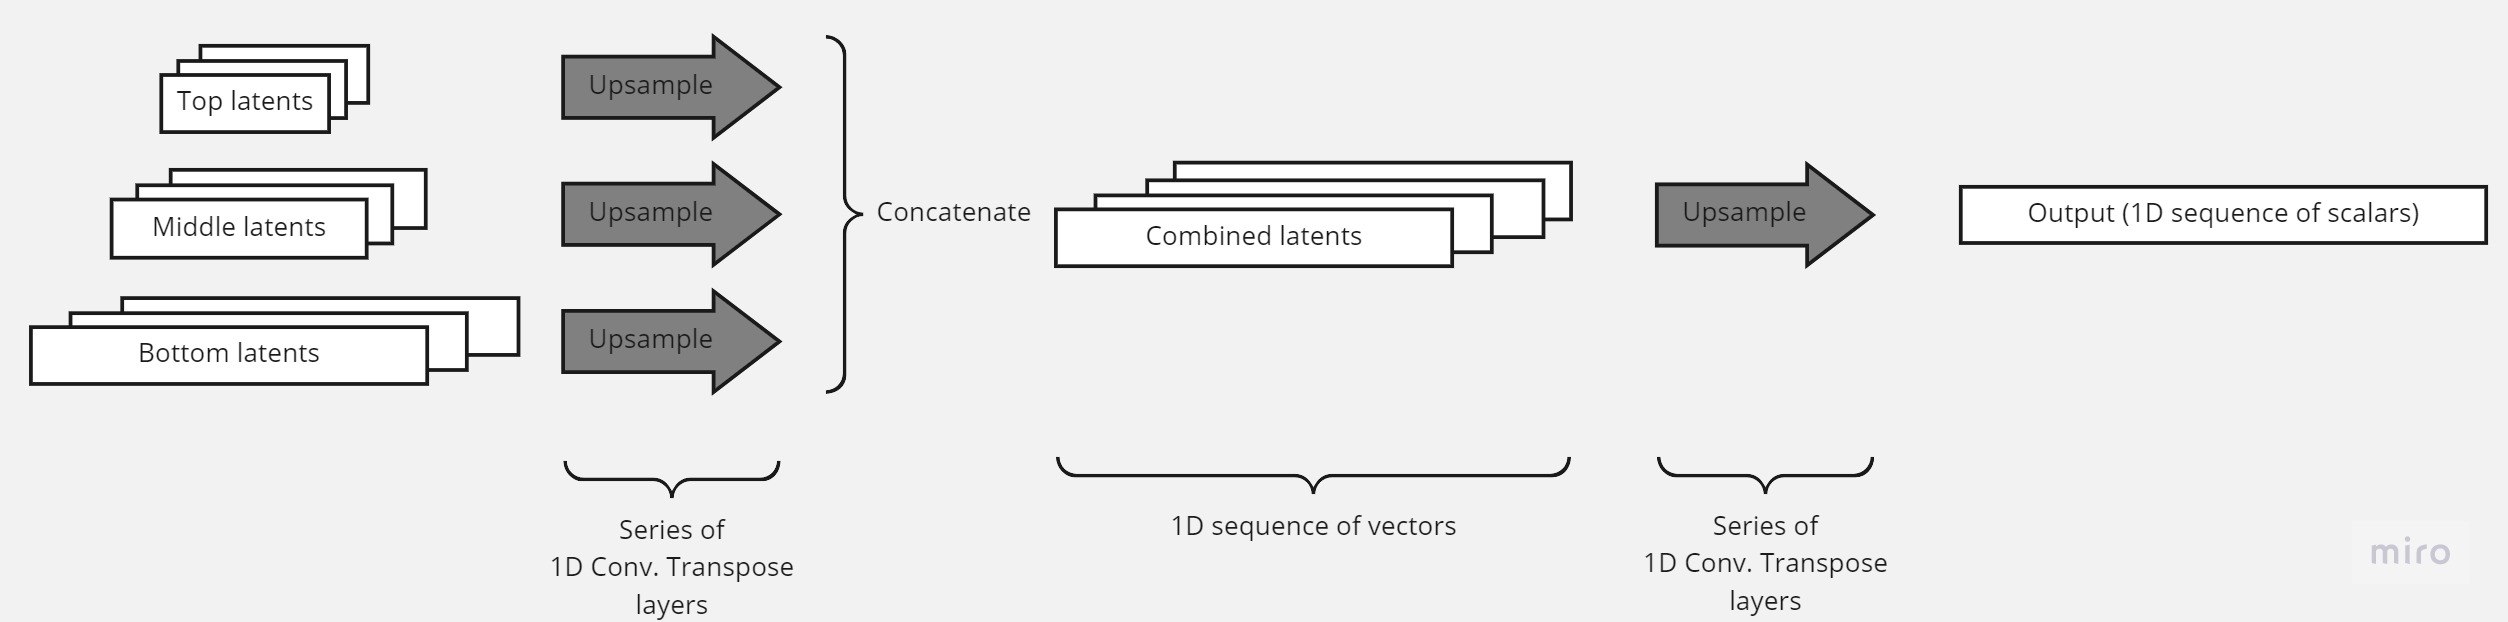 Top latents
Upsample
Middle latents
Upsample
Bottom latents
Upsample
Concatenate
Combined latents
Upsample
Output (1D sequence of scalars)
Series of
1D Conv. Transpose
layers
1D sequence of vectors
Series of
1D Conv. Transpose
layers
miro